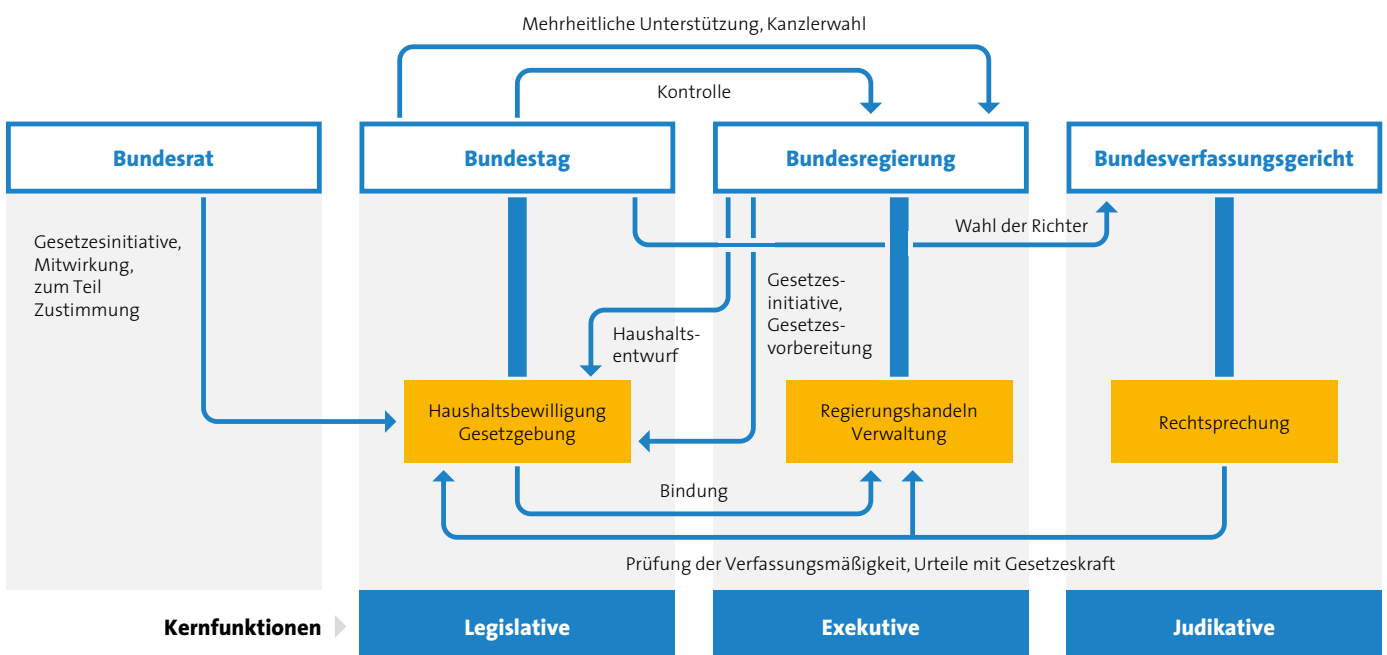 Mehrheitliche Unterstützung, Kanzlerwahl
Kontrolle
Bundesrat
Bundestag
Bundesregierung
Bundesverfassungsgericht
Wahl der Richter
Gesetzesinitiative,
Mitwirkung,
zum Teil
Zustimmung
Gesetzes-
initiative,
Gesetzes-
vorbereitung
Haushalts-
entwurf
Haushaltsbewilligung
Gesetzgebung
Regierungshandeln
Verwaltung
Rechtsprechung
Bindung
Prüfung der Verfassungsmäßigkeit, Urteile mit Gesetzeskraft
Kernfunktionen
Legislative
Exekutive
Judikative